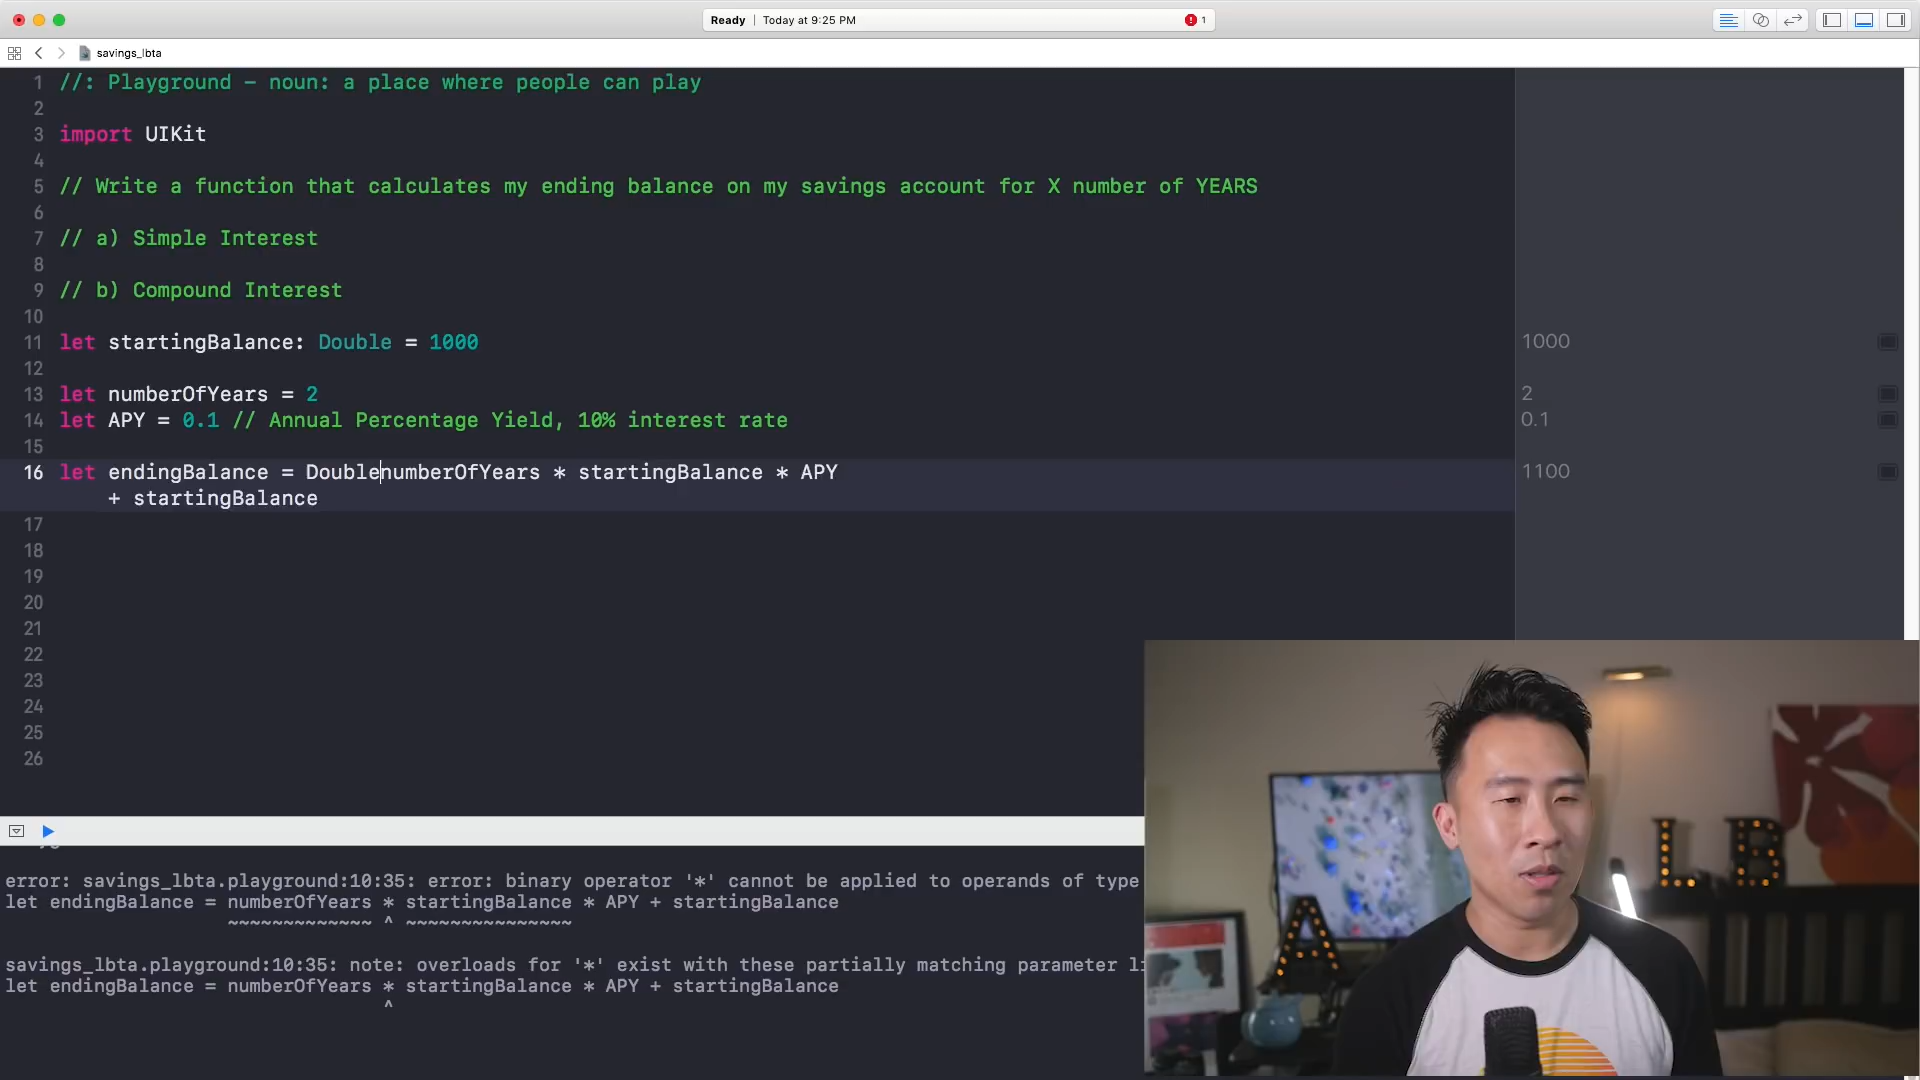 Ready | Today at 9:25 PM
1
savings_lbta
1 //: Playground - noun: a place where people can play
2
3 import UIKit
4
5 // Write a function that calculates my ending balance on my savings account for X number of YEARS
6
7 // a) Simple Interest
8
9 // b) Compound Interest
10
11 let startingBalance: Double = 1000
1000
12
13 let numberOfYears = 2
2
14 let APY = 0.1 // Annual Percentage Yield, 10% interest rate
0.1
15
16 let endingBalance = DoublenumberOfYears * startingBalance * APY
1100
+ startingBalance
17
18
19
20
21
22
23
24
25
26
error: savings_lbta.playground:10:35: error: binary operator '*' cannot be applied to operands of type
let endingBalance = numberOfYears * startingBalance * APY + startingBalance
~~~~~~~~~~~~~ ^ ~~~~~~~~~~~~~~~
savings_lbta.playground:10:35: note: overloads for '*' exist with these partially matching parameter li
let endingBalance = numberOfYears * startingBalance * APY + startingBalance
^
L B
A